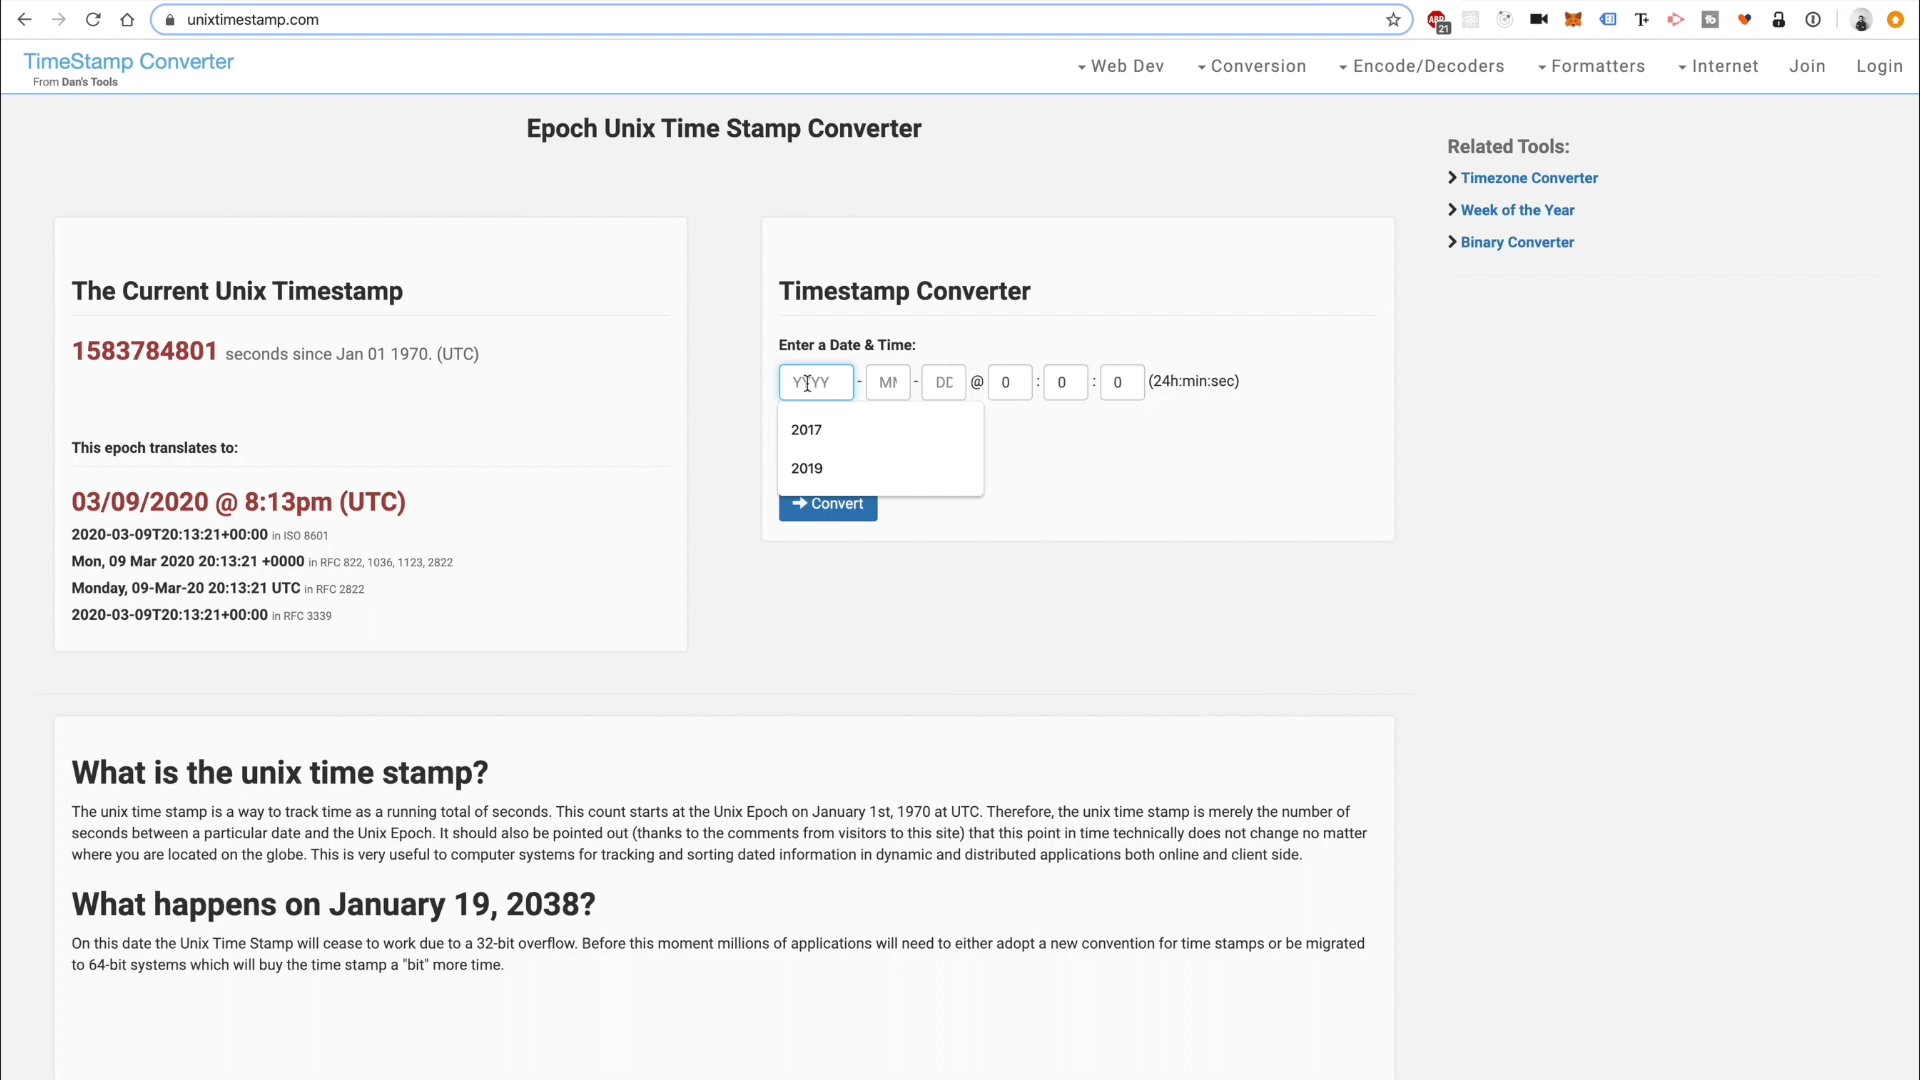 unixtimestamp.com
ABP
21
T+
tb
TimeStamp Converter
From Dan's Tools
Web Dev
Conversion
Encode/Decoders
Formatters
Internet
Join
Login
Epoch Unix Time Stamp Converter
Related Tools:
Timezone Converter
Week of the Year
Binary Converter
The Current Unix Timestamp
1583784801 seconds since Jan 01 1970. (UTC)
This epoch translates to:
03/09/2020 @ 8:13pm (UTC)
2020-03-09T20:13:21+00:00 in ISO 8601
Mon, 09 Mar 2020 20:13:21 +0000 in RFC 822, 1036, 1123, 2822
Monday, 09-Mar-20 20:13:21 UTC in RFC 2822
2020-03-09T20:13:21+00:00 in RFC 3339
Timestamp Converter
Enter a Date & Time:
YYYY - MM - DD @ 0 : 0 : 0 (24h:min:sec)
2017
2019
Convert
What is the unix time stamp?
The unix time stamp is a way to track time as a running total of seconds. This count starts at the Unix Epoch on January 1st, 1970 at UTC. Therefore, the unix time stamp is merely the number of
seconds between a particular date and the Unix Epoch. It should also be pointed out (thanks to the comments from visitors to this site) that this point in time technically does not change no matter
where you are located on the globe. This is very useful to computer systems for tracking and sorting dated information in dynamic and distributed applications both online and client side.
What happens on January 19, 2038?
On this date the Unix Time Stamp will cease to work due to a 32-bit overflow. Before this moment millions of applications will need to either adopt a new convention for time stamps or be migrated
to 64-bit systems which will buy the time stamp a "bit" more time.